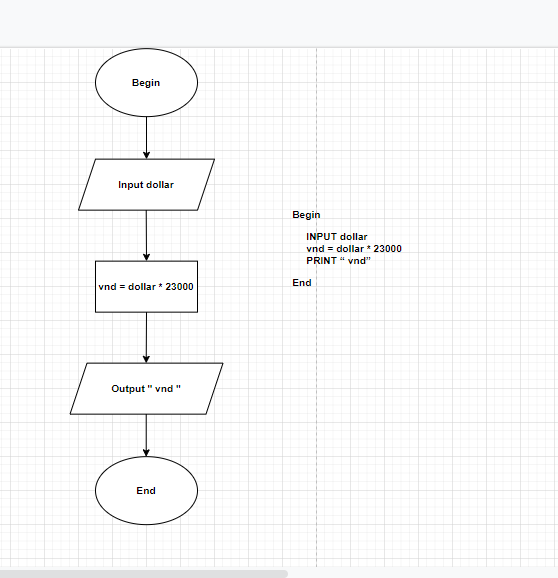 Begin
Input dollar
vnd = dollar * 23000
Output " vnd "
End
Begin
INPUT dollar
vnd = dollar * 23000
PRINT “ vnd”
End